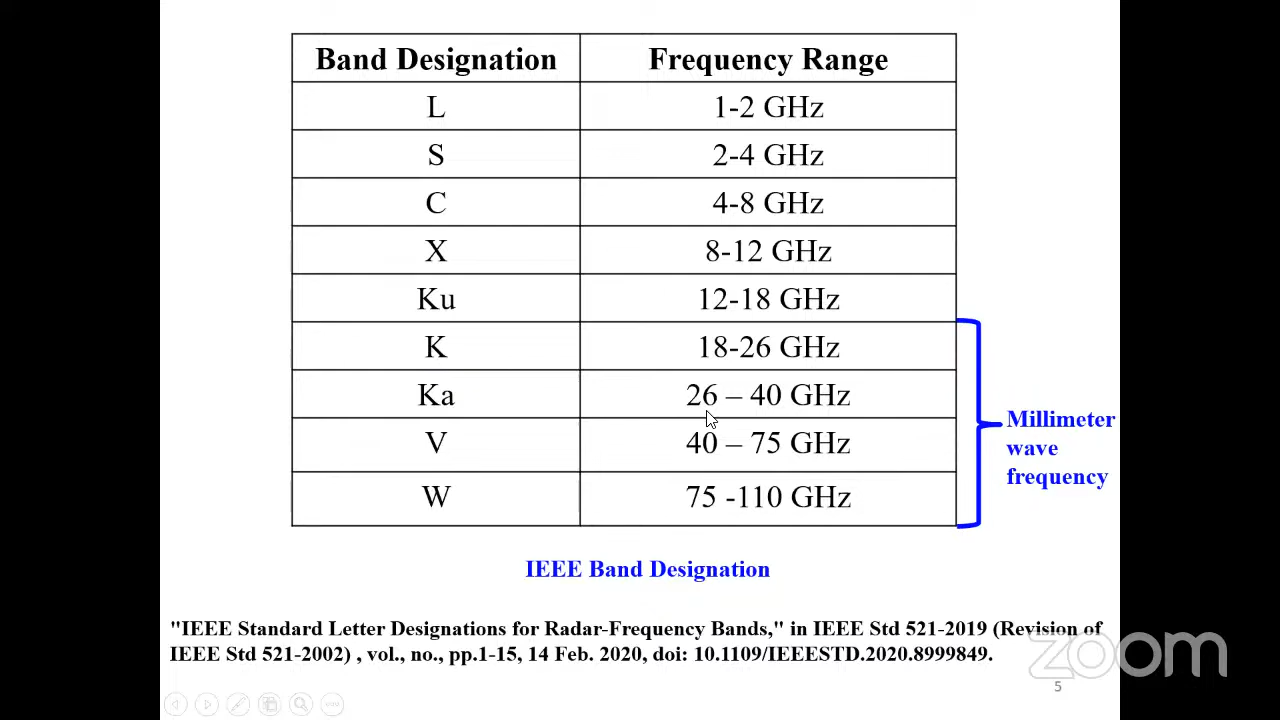 Band Designation Frequency Range
L 1-2 GHz
S 2-4 GHz
C 4-8 GHz
X 8-12 GHz
Ku 12-18 GHz
K 18-26 GHz
Ka 26 – 40 GHz
V 40 – 75 GHz
W 75 -110 GHz
Millimeter
wave
frequency
IEEE Band Designation
"IEEE Standard Letter Designations for Radar-Frequency Bands," in IEEE Std 521-2019 (Revision of
IEEE Std 521-2002) , vol., no., pp.1-15, 14 Feb. 2020, doi: 10.1109/IEEESTD.2020.8999849.
zoom
5